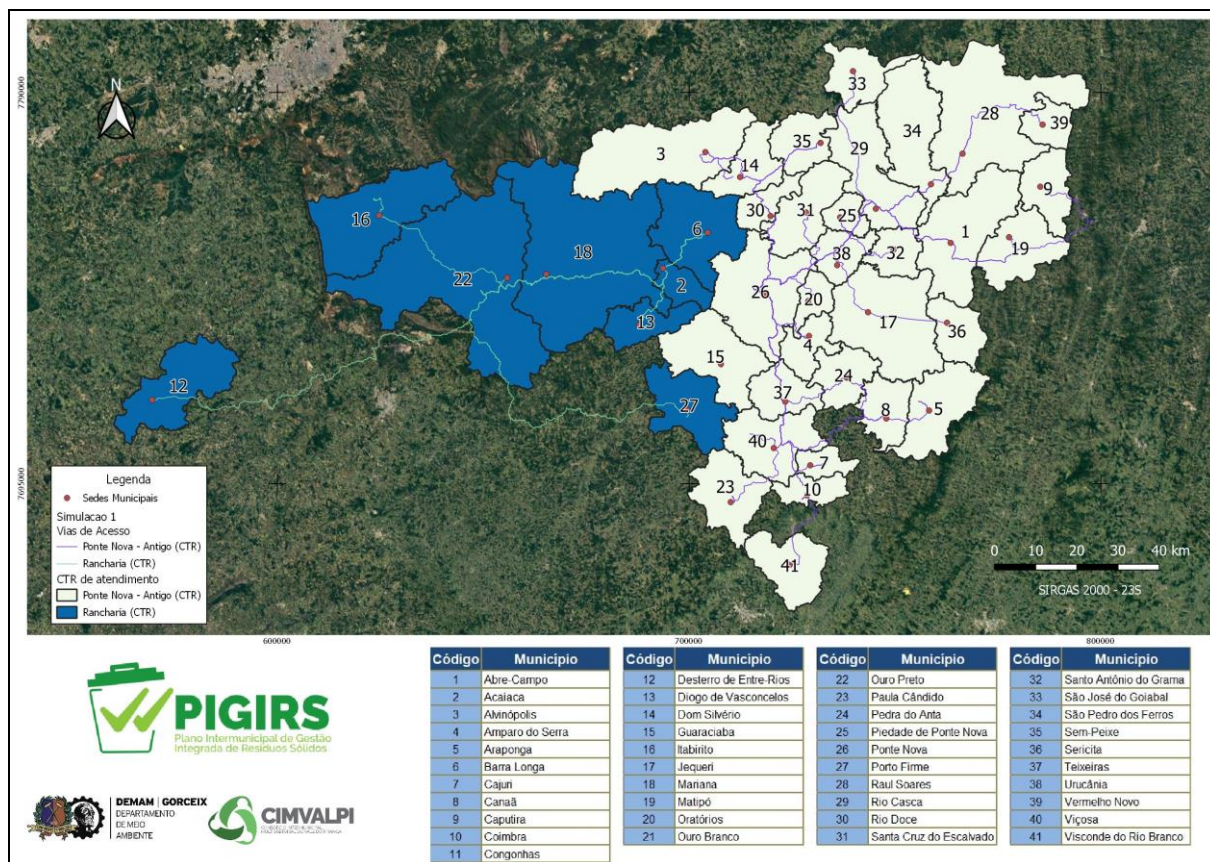 N
7790000
7695000
33
34
28
39
29
3
35
14
9
30
31
25
1
19
16
6
18
32
38
22
2
26
20
17
36
13
4
15
12
24
27
37
8
5
40
7
23
10
41
Legenda
Sedes Municipais
Simulacao 1
Vias de Acesso
Ponte Nova - Antigo (CTR)
Rancharia (CTR)
CTR de atendimento
Ponte Nova - Antigo (CTR)
Rancharia (CTR)
0 10 20 30 40 km
SIRGAS 2000 - 23S
600000 700000 800000
PIGIRS
Plano Intermunicipal de Gestão
Integrada de Resíduos Sólidos
DEMAM | GORCEIX
DEPARTAMENTO
DE MEIO
AMBIENTE
CIMVALPI
Código Município
1 Abre-Campo
2 Acaiaca
3 Alvinópolis
4 Amparo do Serra
5 Araponga
6 Barra Longa
7 Cajuri
8 Canaã
9 Caputira
10 Coimbra
11 Congonhas
Código Município
12 Desterro de Entre-Rios
13 Diogo de Vasconcelos
14 Dom Silvério
15 Guaraciaba
16 Itabirito
17 Jequeri
18 Mariana
19 Matipó
20 Oratórios
21 Ouro Branco
Código Município
22 Ouro Preto
23 Paula Cândido
24 Pedra do Anta
25 Piedade de Ponte Nova
26 Ponte Nova
27 Porto Firme
28 Raul Soares
29 Rio Casca
30 Rio Doce
31 Santa Cruz do Escalvado
Código Município
32 Santo Antônio do Grama
33 São José do Goiabal
34 São Pedro dos Ferros
35 Sem-Peixe
36 Sericita
37 Teixeiras
38 Urucânia
39 Vermelho Novo
40 Viçosa
41 Visconde do Rio Branco